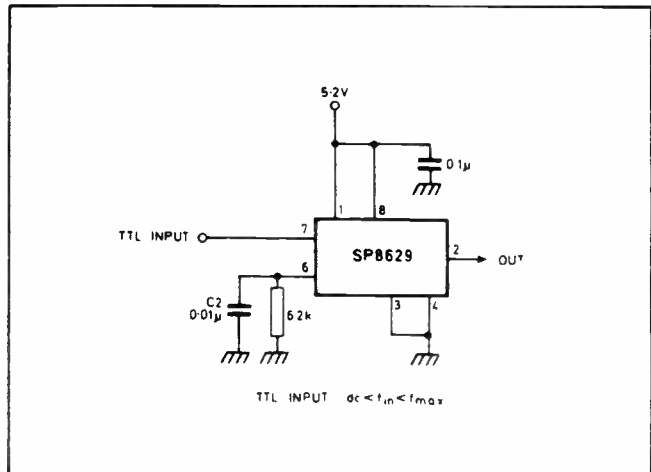 5·2V
0·1µ
1 8
TTL INPUT 7
SP8629
2 OUT
6
C2
0·01µ
6·2k
3 4
TTL INPUT dc < fin < fmax